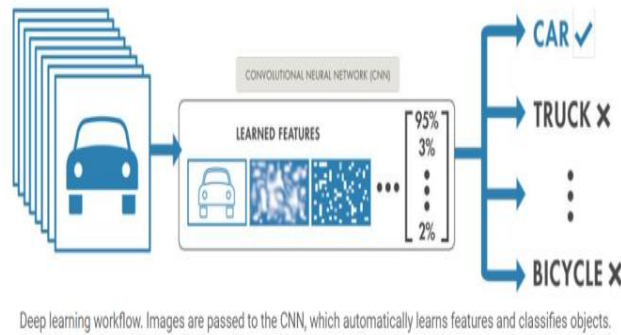 CONVOLUTIONAL NEURAL NETWORK (CNN)
LEARNED FEATURES
95%
3%
2%
CAR ✓
TRUCK ✗
BICYCLE ✗
Deep learning workflow. Images are passed to the CNN, which automatically learns features and classifies objects.